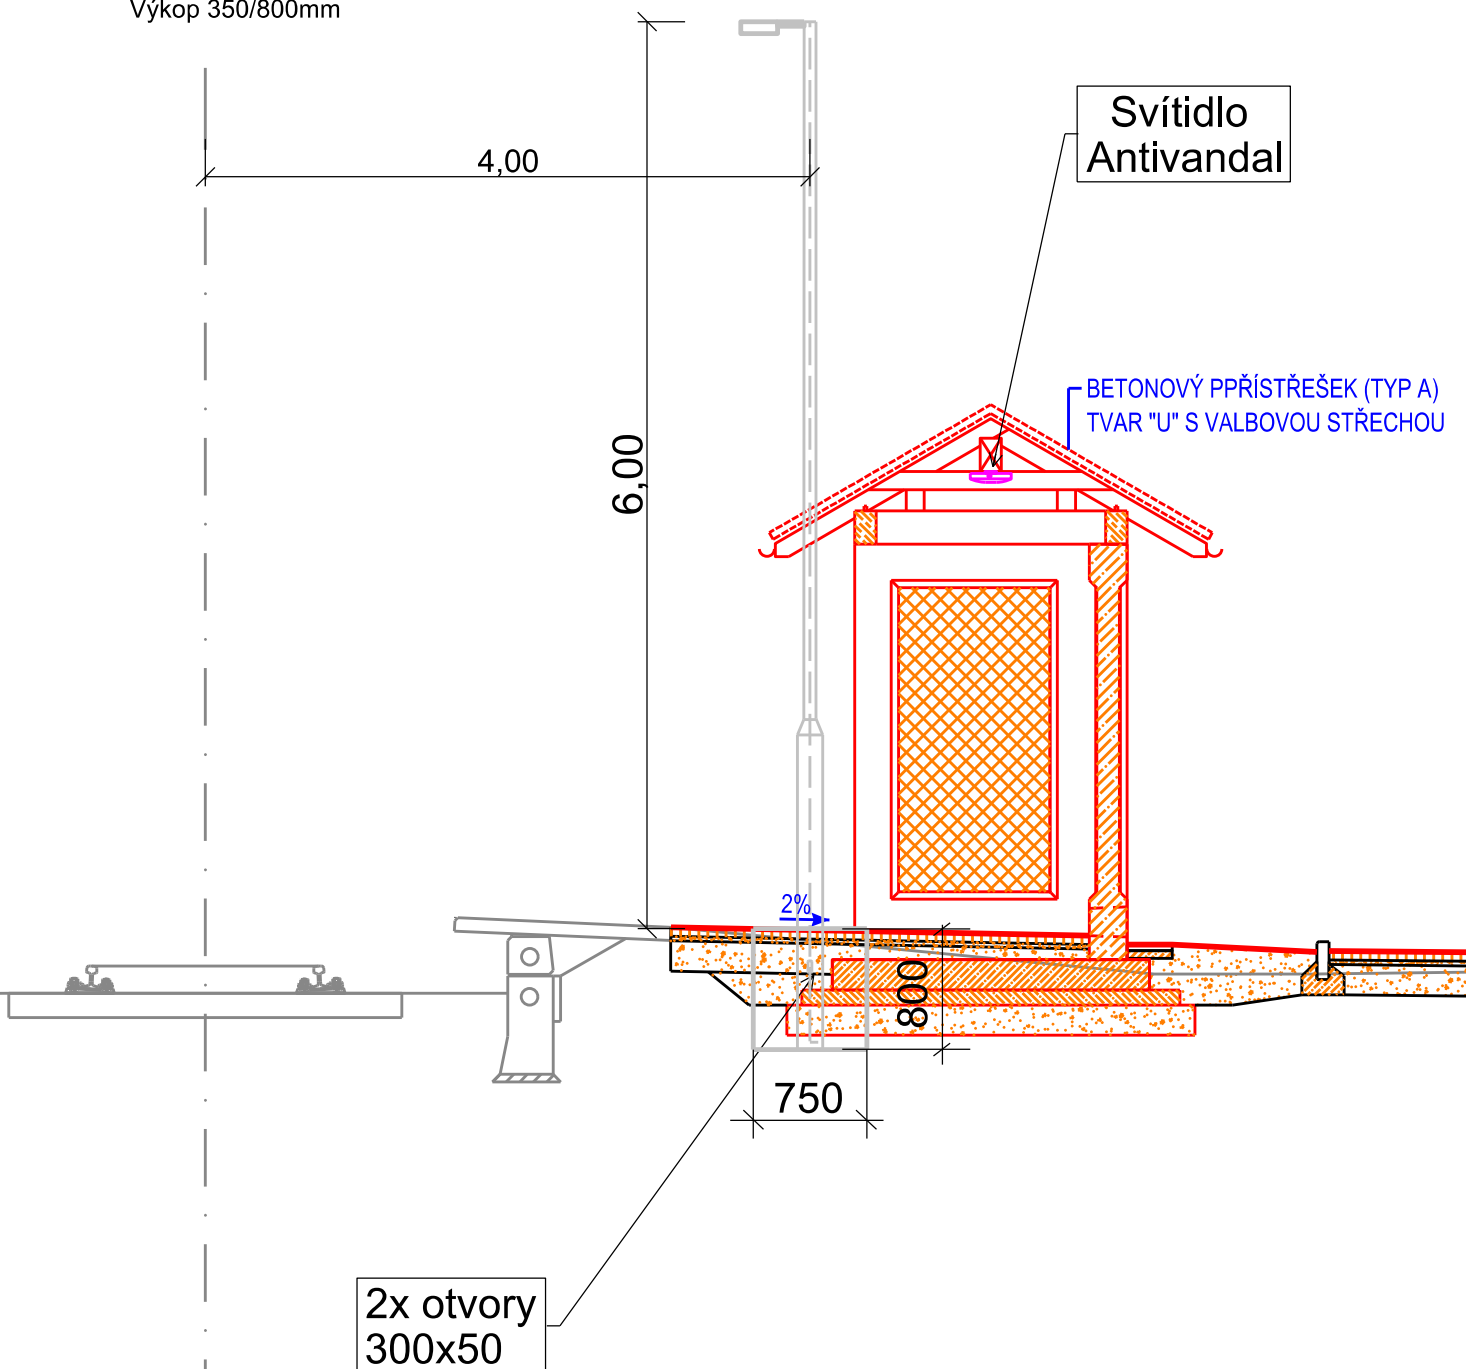 Výkop 350/800mm
Svítidlo
Antivandal
4,00
BETONOVÝ PPŘÍSTŘEŠEK (TYP A)
TVAR "U" S VALBOVOU STŘECHOU
6,00
2%
800
750
2x otvory
300x50